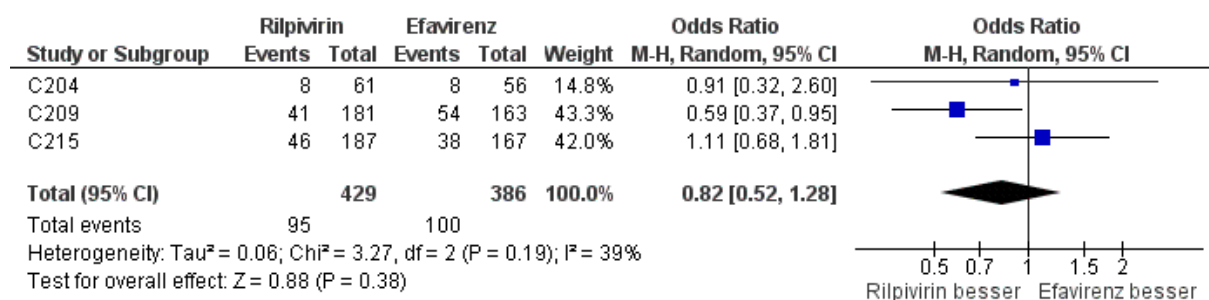 Rilpivirin Efavirenz Odds Ratio Odds Ratio
Study or Subgroup Events Total Events Total Weight M-H, Random, 95% CI M-H, Random, 95% CI
C204 8 61 8 56 14.8% 0.91 [0.32, 2.60]
C209 41 181 54 163 43.3% 0.59 [0.37, 0.95]
C215 46 187 38 167 42.0% 1.11 [0.68, 1.81]
Total (95% CI) 429 386 100.0% 0.82 [0.52, 1.28]
Total events 95 100
Heterogeneity: Tau² = 0.06; Chi² = 3.27, df = 2 (P = 0.19); I² = 39%
Test for overall effect: Z = 0.88 (P = 0.38)
0.5 0.7 1 1.5 2
Rilpivirin besser Efavirenz besser